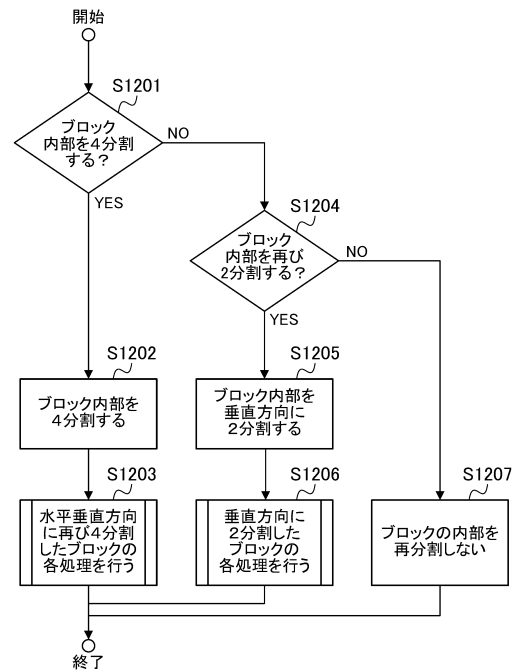 開始
S1201
ブロック
内部を4分割
する？
NO
YES
S1204
ブロック
内部を再び
2分割する？
NO
YES
S1202
ブロック内部を
4分割する
S1205
ブロック内部を
垂直方向に
2分割する
S1203
水平垂直方向
に再び4分割
したブロックの
各処理を行う
S1206
垂直方向に
2分割した
ブロックの
各処理を行う
S1207
ブロックの内部を
再分割しない
終了